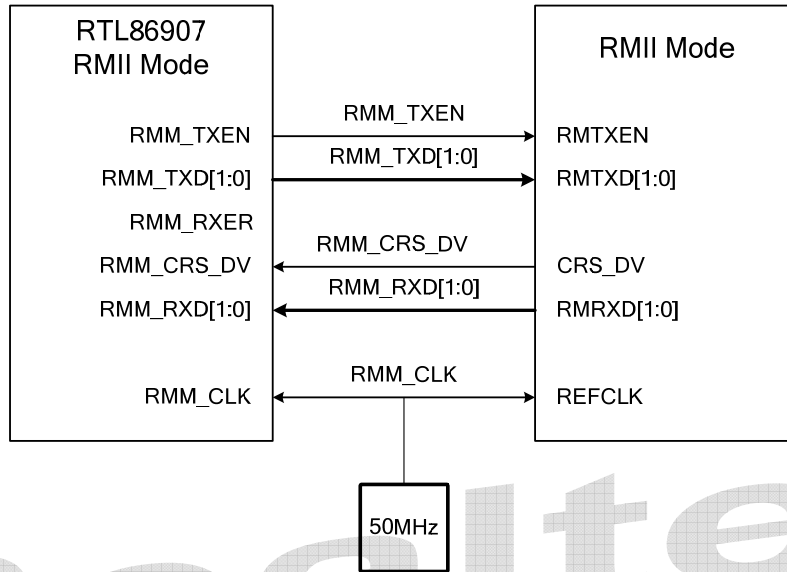 RTL86907
RMII Mode
RMII Mode
RMM_TXEN
RMM_TXEN
RMTXEN
RMM_TXD[1:0]
RMM_TXD[1:0]
RMTXD[1:0]
RMM_RXER
RMM_CRS_DV
RMM_CRS_DV
CRS_DV
RMM_RXD[1:0]
RMM_RXD[1:0]
RMRXD[1:0]
RMM_CLK
RMM_CLK
REFCLK
50MHz